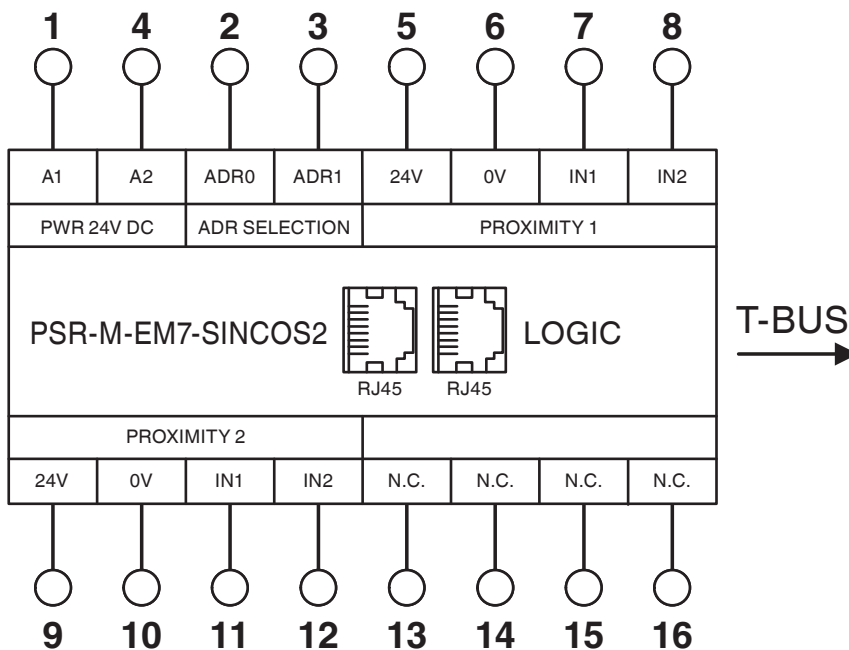 1 4 2 3 5 6 7 8
A1 A2 ADR0 ADR1 24V 0V IN1 IN2
PWR 24V DC ADR SELECTION PROXIMITY 1
PSR-M-EM7-SINCOS2 LOGIC T-BUS
RJ45 RJ45
PROXIMITY 2
24V 0V IN1 IN2 N.C. N.C. N.C. N.C.
9 10 11 12 13 14 15 16